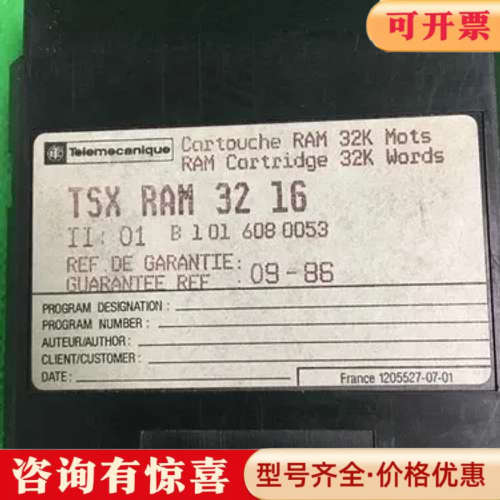 可开票
Telemecanique
Cartouche RAM 32K Mots
RAM Cartridge 32K Words
TSX RAM 32 16
II: 01 B 1 01 608 0053
REF DE GARANTIE:
GUARANTEE REF : 09-86
PROGRAM DESIGNATION :
PROGRAM NUMBER :
AUTEUR/AUTHOR :
CLIENT/CUSTOMER :
DATE :
France 1205527-07-01
咨询有惊喜
型号齐全·价格优惠